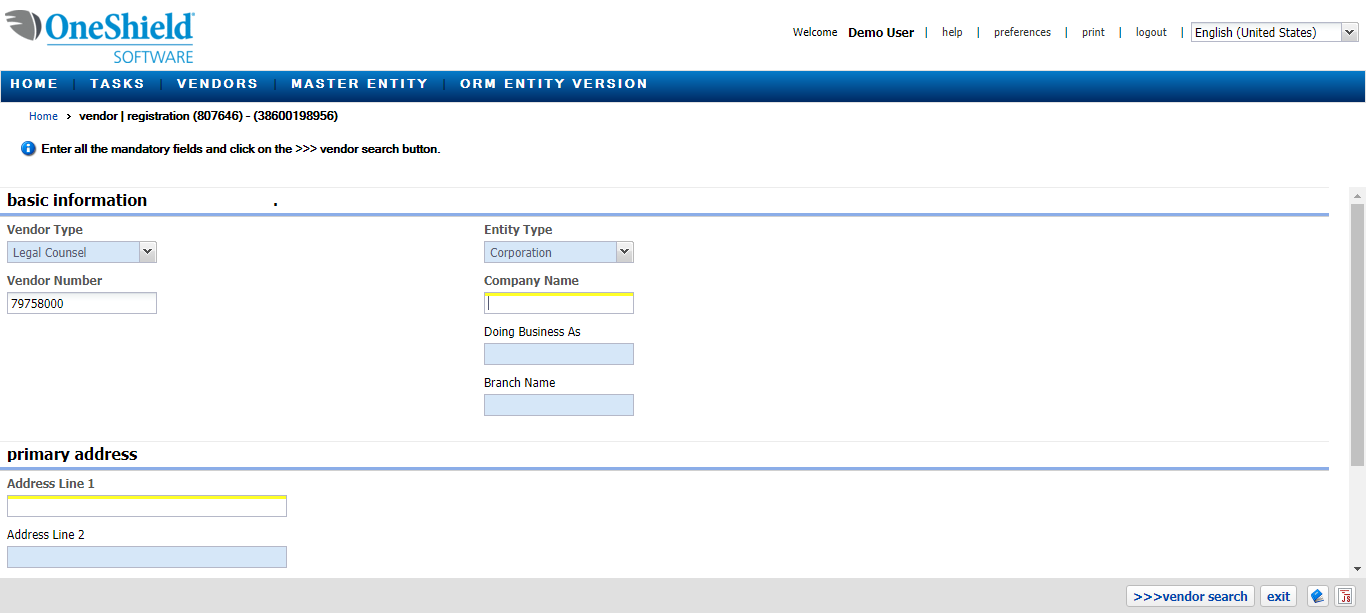 OneShield
SOFTWARE
Welcome Demo User | help | preferences | print | logout | English (United States)
HOME | TASKS | VENDORS | MASTER ENTITY | ORM ENTITY VERSION
Home › vendor | registration (807646) - (38600198956)
Enter all the mandatory fields and click on the >>> vendor search button.
basic information .
Vendor Type Entity Type
Legal Counsel Corporation
Vendor Number Company Name
79758000
Doing Business As
Branch Name
primary address
Address Line 1
Address Line 2
>>>vendor search exit JS